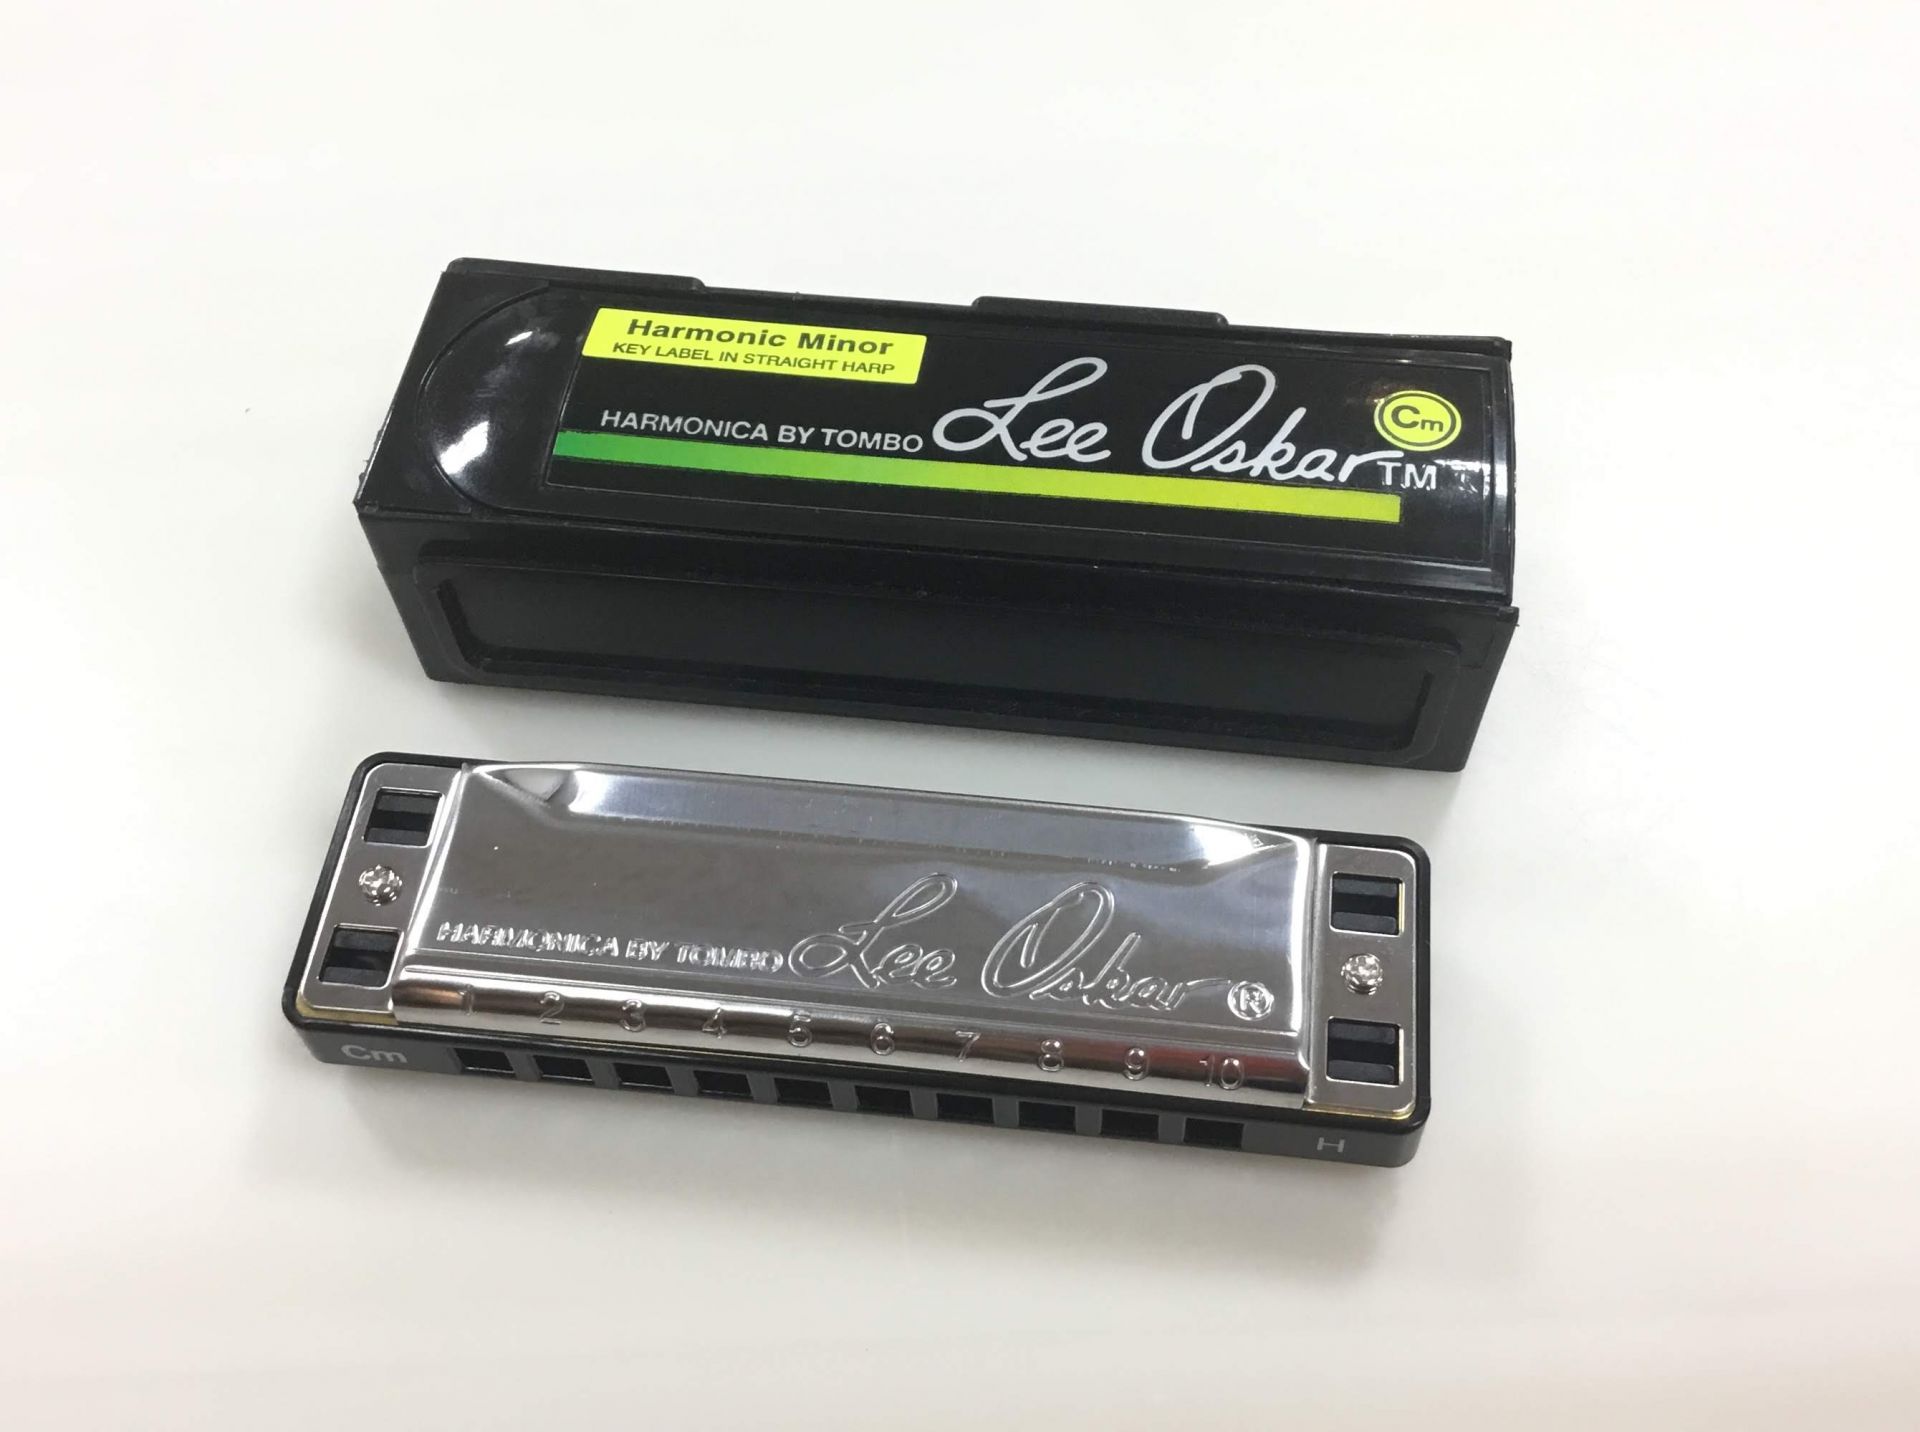 Harmonic Minor
KEY LABEL IN STRAIGHT HARP
HARMONICA BY TOMBO Lee Oskar TM
Cm
HARMONICA BY TOMBO Lee Oskar ®
1 2 3 4 5 6 7 8 9 10
Cm
H